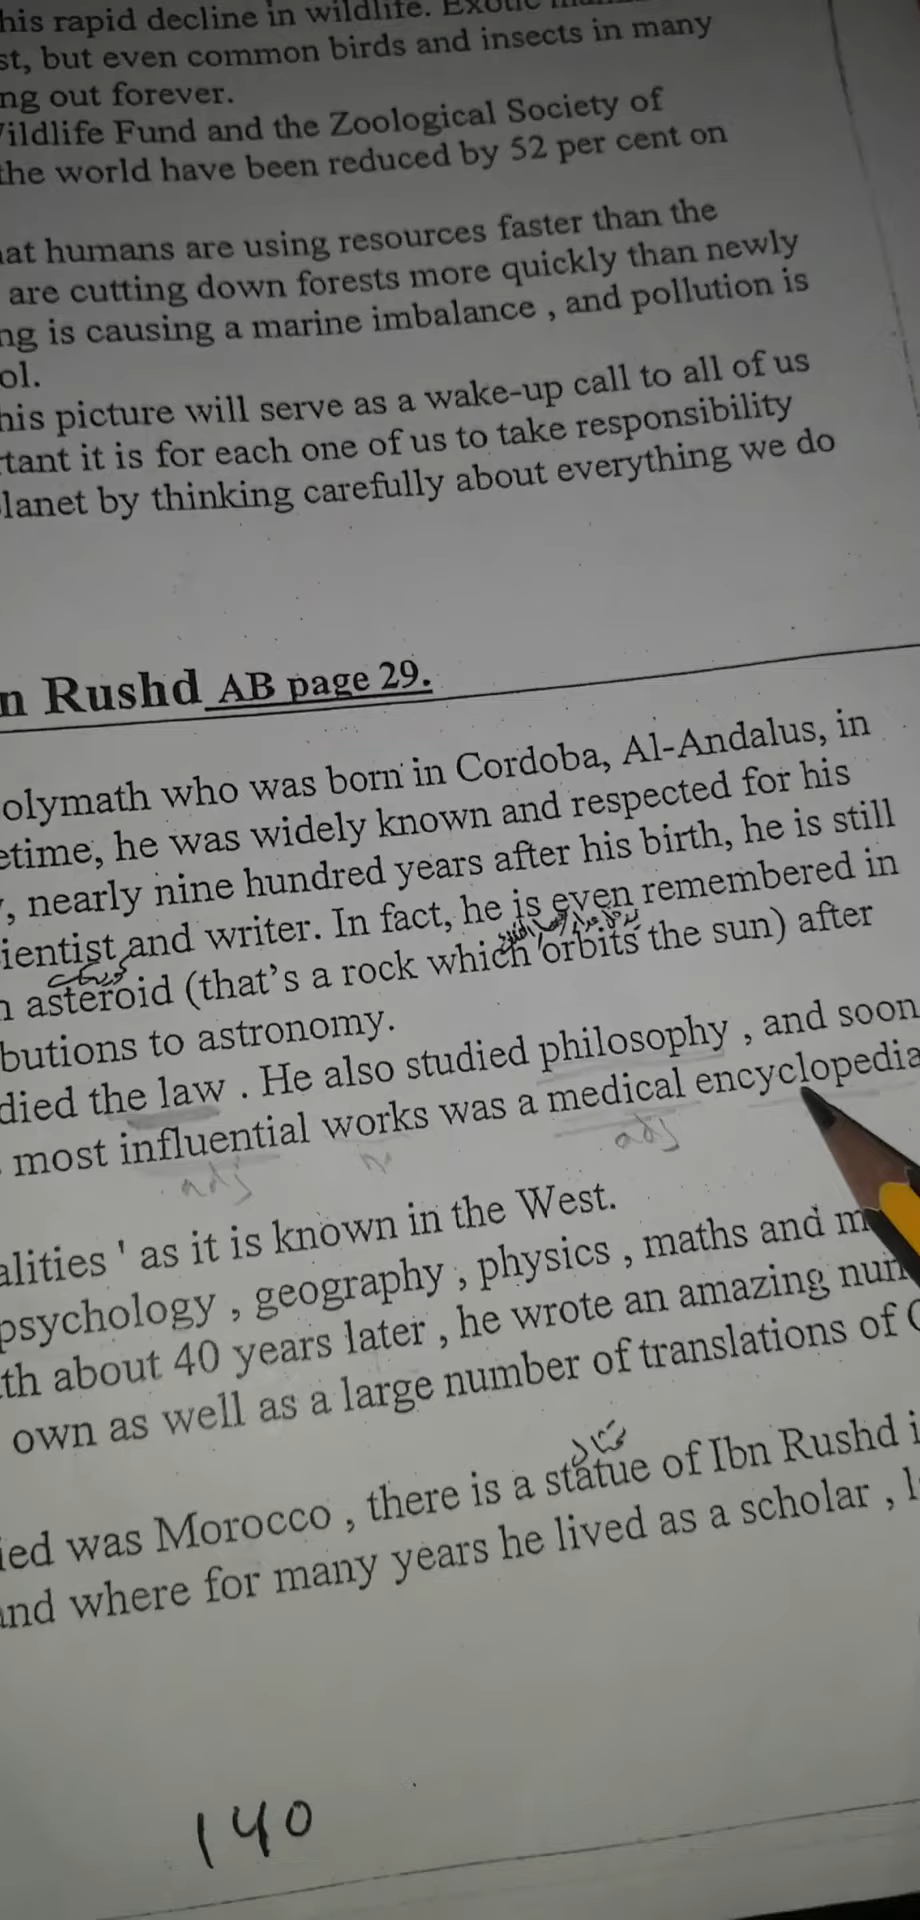 his rapid decline in wildlife.
st, but even common birds and insects in many
ng out forever.
Wildlife Fund and the Zoological Society of
the world have been reduced by 52 per cent on
hat humans are using resources faster than the
are cutting down forests more quickly than newly
ng is causing a marine imbalance , and pollution is
ol.
his picture will serve as a wake-up call to all of us
rtant it is for each one of us to take responsibility
lanet by thinking carefully about everything we do
n Rushd AB page 29.
olymath who was born in Cordoba, Al-Andalus, in
etime, he was widely known and respected for his
, nearly nine hundred years after his birth, he is still
ientist and writer. In fact, he is even remembered in
n asteroid (that's a rock which orbits the sun) after
butions to astronomy.
died the law . He also studied philosophy , and soon
most influential works was a medical encyclopedia
adj n adj
alities ' as it is known in the West.
psychology , geography , physics , maths and m
th about 40 years later , he wrote an amazing num
own as well as a large number of translations of
ied was Morocco , there is a statue of Ibn Rushd i
and where for many years he lived as a scholar , l
140